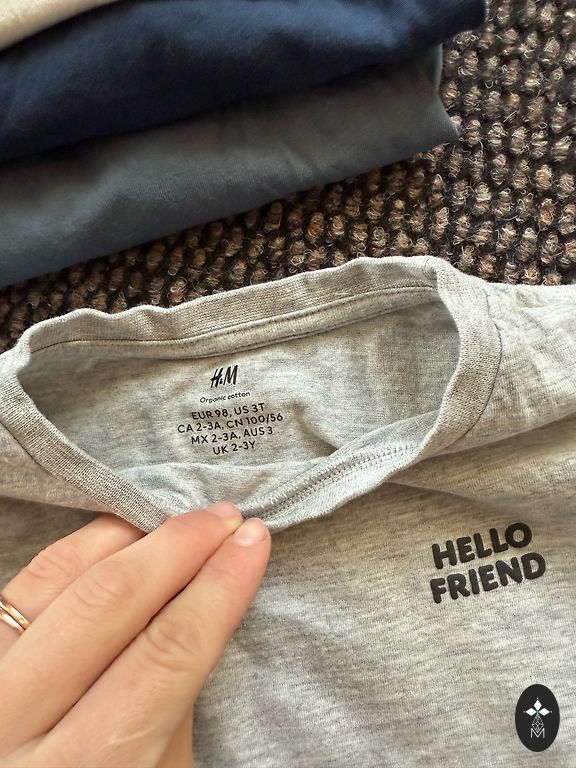 H&M
Organic cotton
EUR 98, US 3T
CA 2-3A, CN 100/56
MX 2-3A, AUS 3
UK 2-3Y
HELLO
FRIEND
M